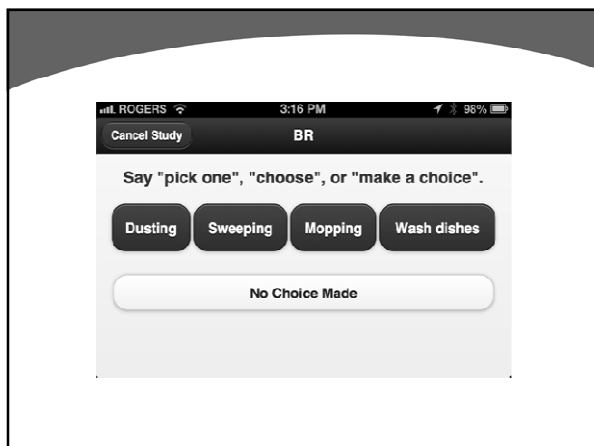 ROGERS 3:16 PM 98%
Cancel Study BR
Say "pick one", "choose", or "make a choice".
Dusting Sweeping Mopping Wash dishes
No Choice Made